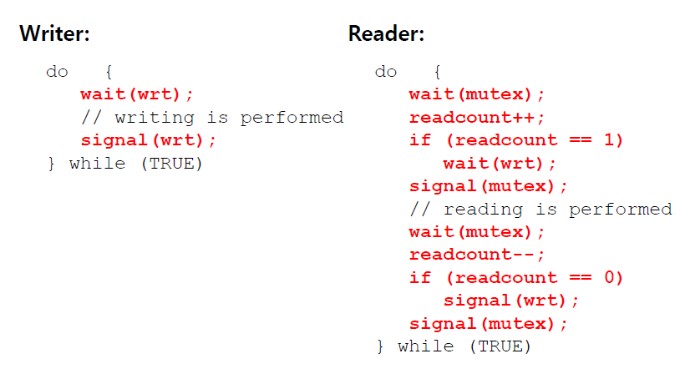 Writer:
do {
wait(wrt);
// writing is performed
signal(wrt);
} while (TRUE)
Reader:
do {
wait(mutex);
readcount++;
if (readcount == 1)
wait(wrt);
signal(mutex);
// reading is performed
wait(mutex);
readcount--;
if (readcount == 0)
signal(wrt);
signal(mutex);
} while (TRUE)